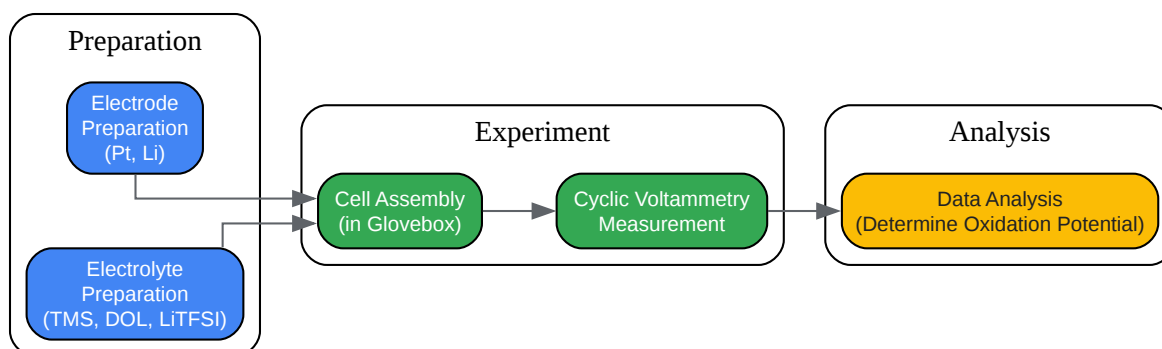 Preparation
Electrode
Preparation
(Pt, Li)
Electrolyte
Preparation
(TMS, DOL, LiTFSI)
Experiment
Cell Assembly
(in Glovebox)
Cyclic Voltammetry
Measurement
Analysis
Data Analysis
(Determine Oxidation Potential)